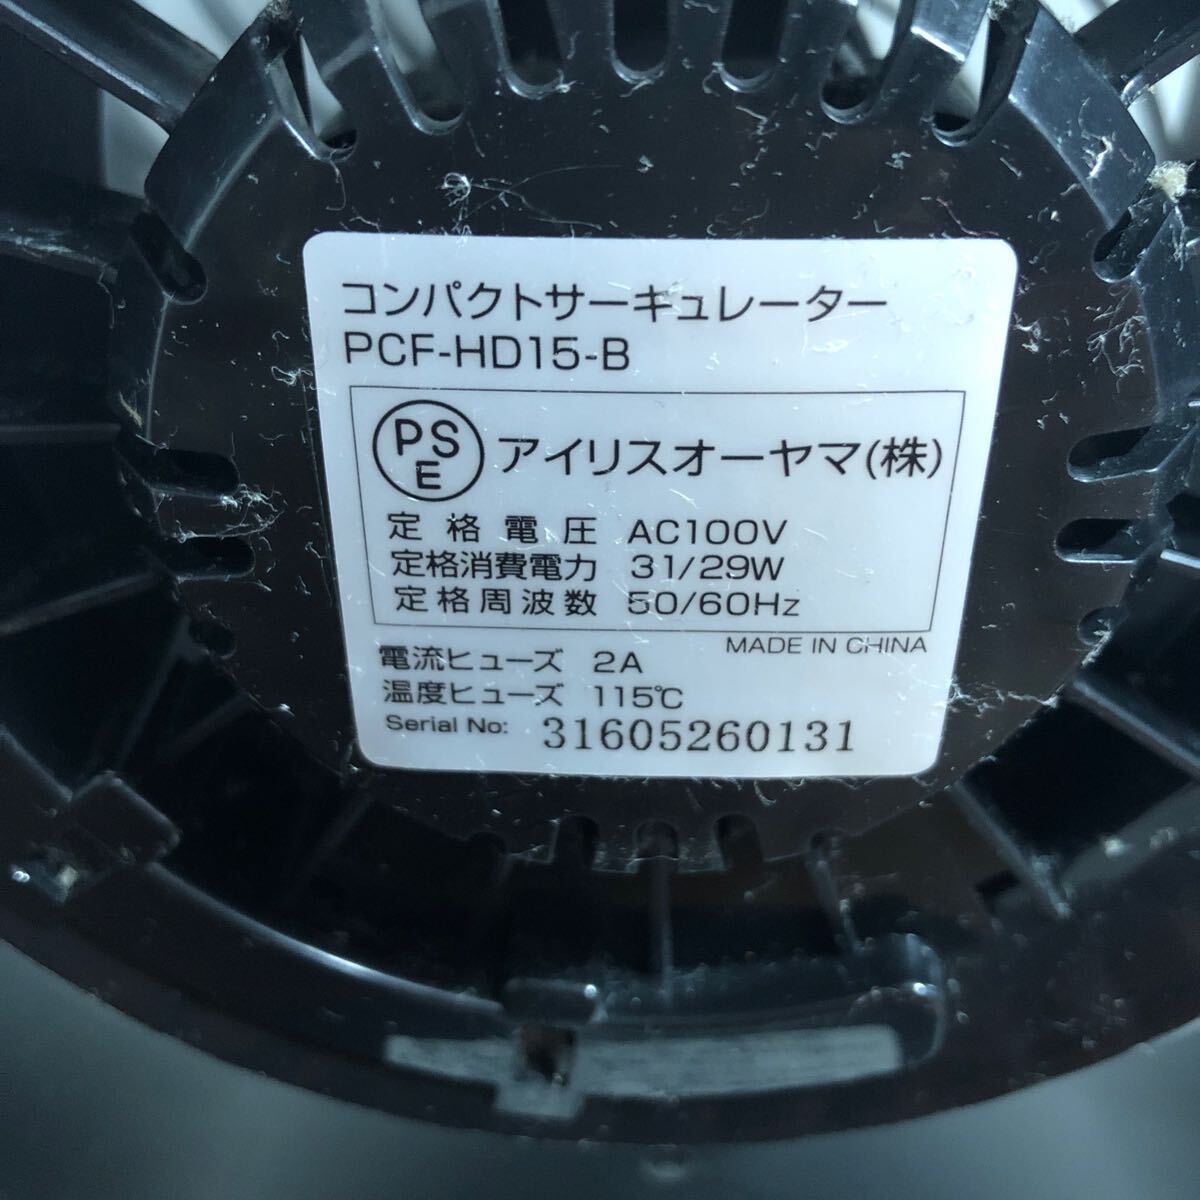 コンパクトサーキュレーター
PCF-HD15-B
PSE アイリスオーヤマ(株)
定格電圧 AC100V
定格消費電力 31/29W
定格周波数 50/60Hz
MADE IN CHINA
電流ヒューズ 2A
温度ヒューズ 115℃
Serial No: 31605260131